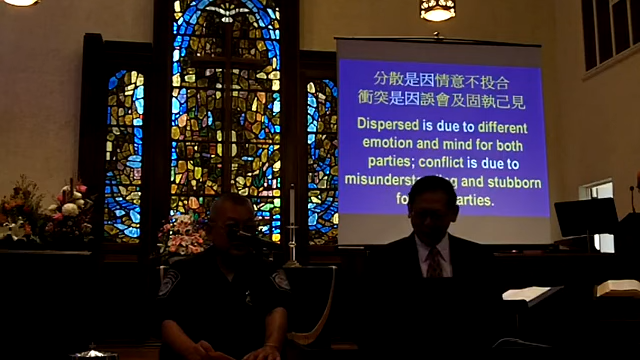 分散是因情意不投合
衝突是因誤會及固執己見
Dispersed is due to different
emotion and mind for both
parties; conflict is due to
and stubborn